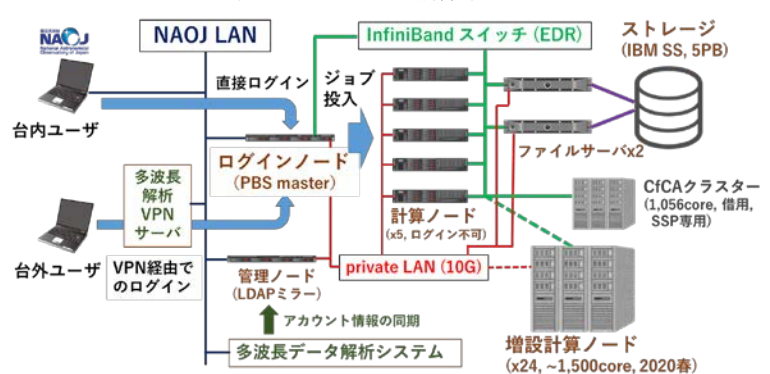 NAOJ
National Astronomical
Observatory of Japan
NAOJ LAN
InfiniBand スイッチ (EDR)
ストレージ
(IBM SS, 5PB)
直接ログイン
ジョブ
投入
台内ユーザ
ログインノード
(PBS master)
ファイルサーバx2
多波長
解析
VPN
サーバ
CfCAクラスター
(1,056core, 借用,
SSP専用)
計算ノード
(x5, ログイン不可)
台外ユーザ
VPN経由で
のログイン
管理ノード
(LDAPミラー)
private LAN (10G)
アカウント情報の同期
増設計算ノード
(x24, ~1,500core, 2020春)
多波長データ解析システム